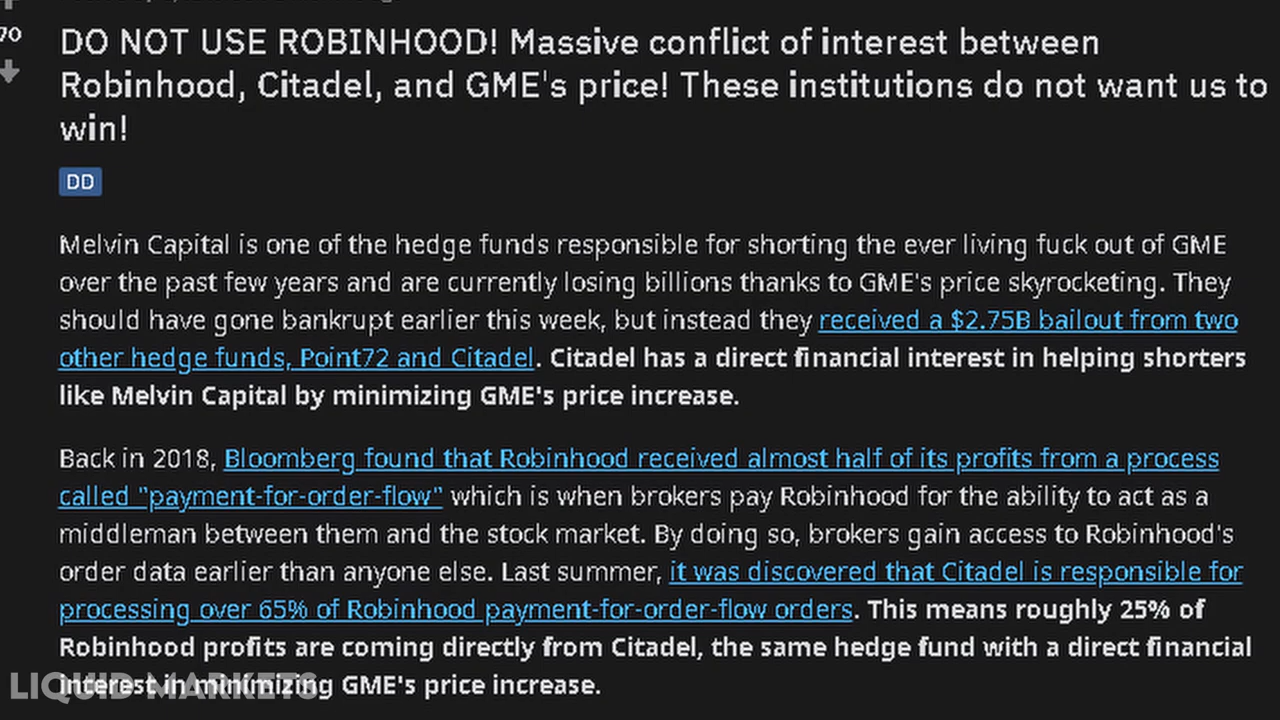 70
DO NOT USE ROBINHOOD! Massive conflict of interest between
Robinhood, Citadel, and GME's price! These institutions do not want us to
win!
DD
Melvin Capital is one of the hedge funds responsible for shorting the ever living fuck out of GME
over the past few years and are currently losing billions thanks to GME's price skyrocketing. They
should have gone bankrupt earlier this week, but instead they received a $2.75B bailout from two
other hedge funds, Point72 and Citadel. Citadel has a direct financial interest in helping shorters
like Melvin Capital by minimizing GME's price increase.
Back in 2018, Bloomberg found that Robinhood received almost half of its profits from a process
called "payment-for-order-flow" which is when brokers pay Robinhood for the ability to act as a
middleman between them and the stock market. By doing so, brokers gain access to Robinhood's
order data earlier than anyone else. Last summer, it was discovered that Citadel is responsible for
processing over 65% of Robinhood payment-for-order-flow orders. This means roughly 25% of
Robinhood profits are coming directly from Citadel, the same hedge fund with a direct financial
interest in minimizing GME's price increase.
LIQUID MARKETS